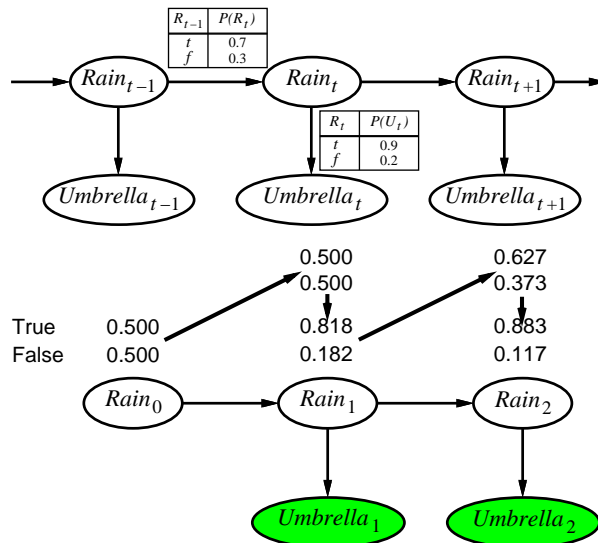 R_{t-1} P(R_t)
t 0.7
f 0.3
Rain_{t-1} Rain_t Rain_{t+1}
R_t P(U_t)
t 0.9
f 0.2
Umbrella_{t-1} Umbrella_t Umbrella_{t+1}
0.500 0.627
0.500 0.373
True 0.500 0.818 0.883
False 0.500 0.182 0.117
Rain_0 Rain_1 Rain_2
Umbrella_1 Umbrella_2